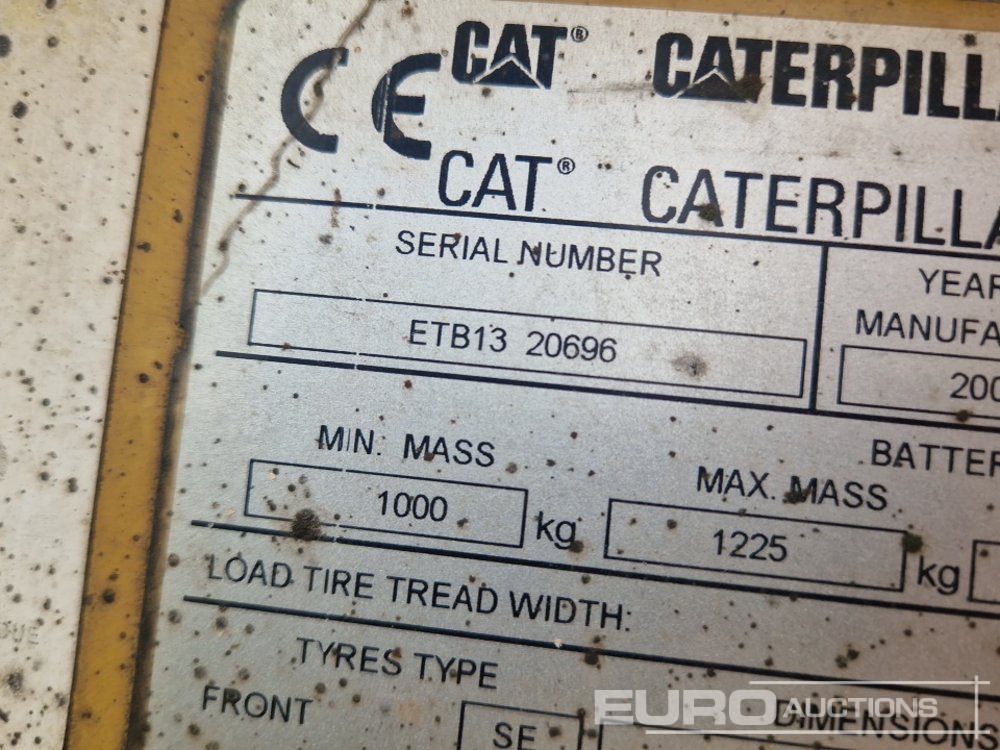 CE CAT® CATERPILLA
CAT® CATERPILLA
SERIAL NUMBER
YEAR
MANUFA
ETB13 20696
200
MIN. MASS
MAX. MASS
BATTER
1000 kg
1225 kg
LOAD TIRE TREAD WIDTH:
TYRES TYPE
DIMENSIONS
FRONT
SE
EURO AUCTIONS